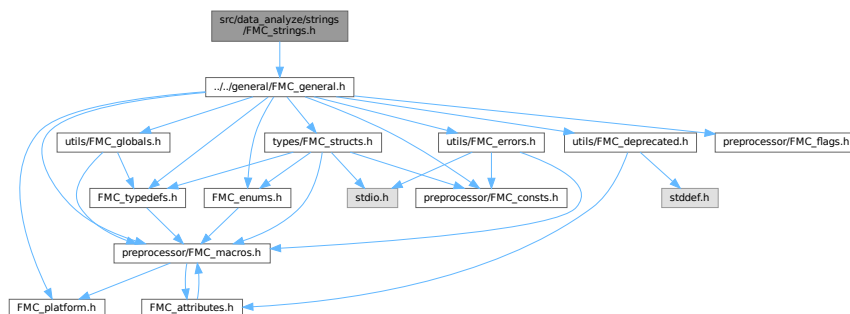 src/data_analyze/strings
/FMC_strings.h
../../general/FMC_general.h
utils/FMC_globals.h
types/FMC_structs.h
utils/FMC_errors.h
utils/FMC_deprecated.h
preprocessor/FMC_flags.h
FMC_typedefs.h
FMC_enums.h
stdio.h
preprocessor/FMC_consts.h
stddef.h
preprocessor/FMC_macros.h
FMC_platform.h
FMC_attributes.h